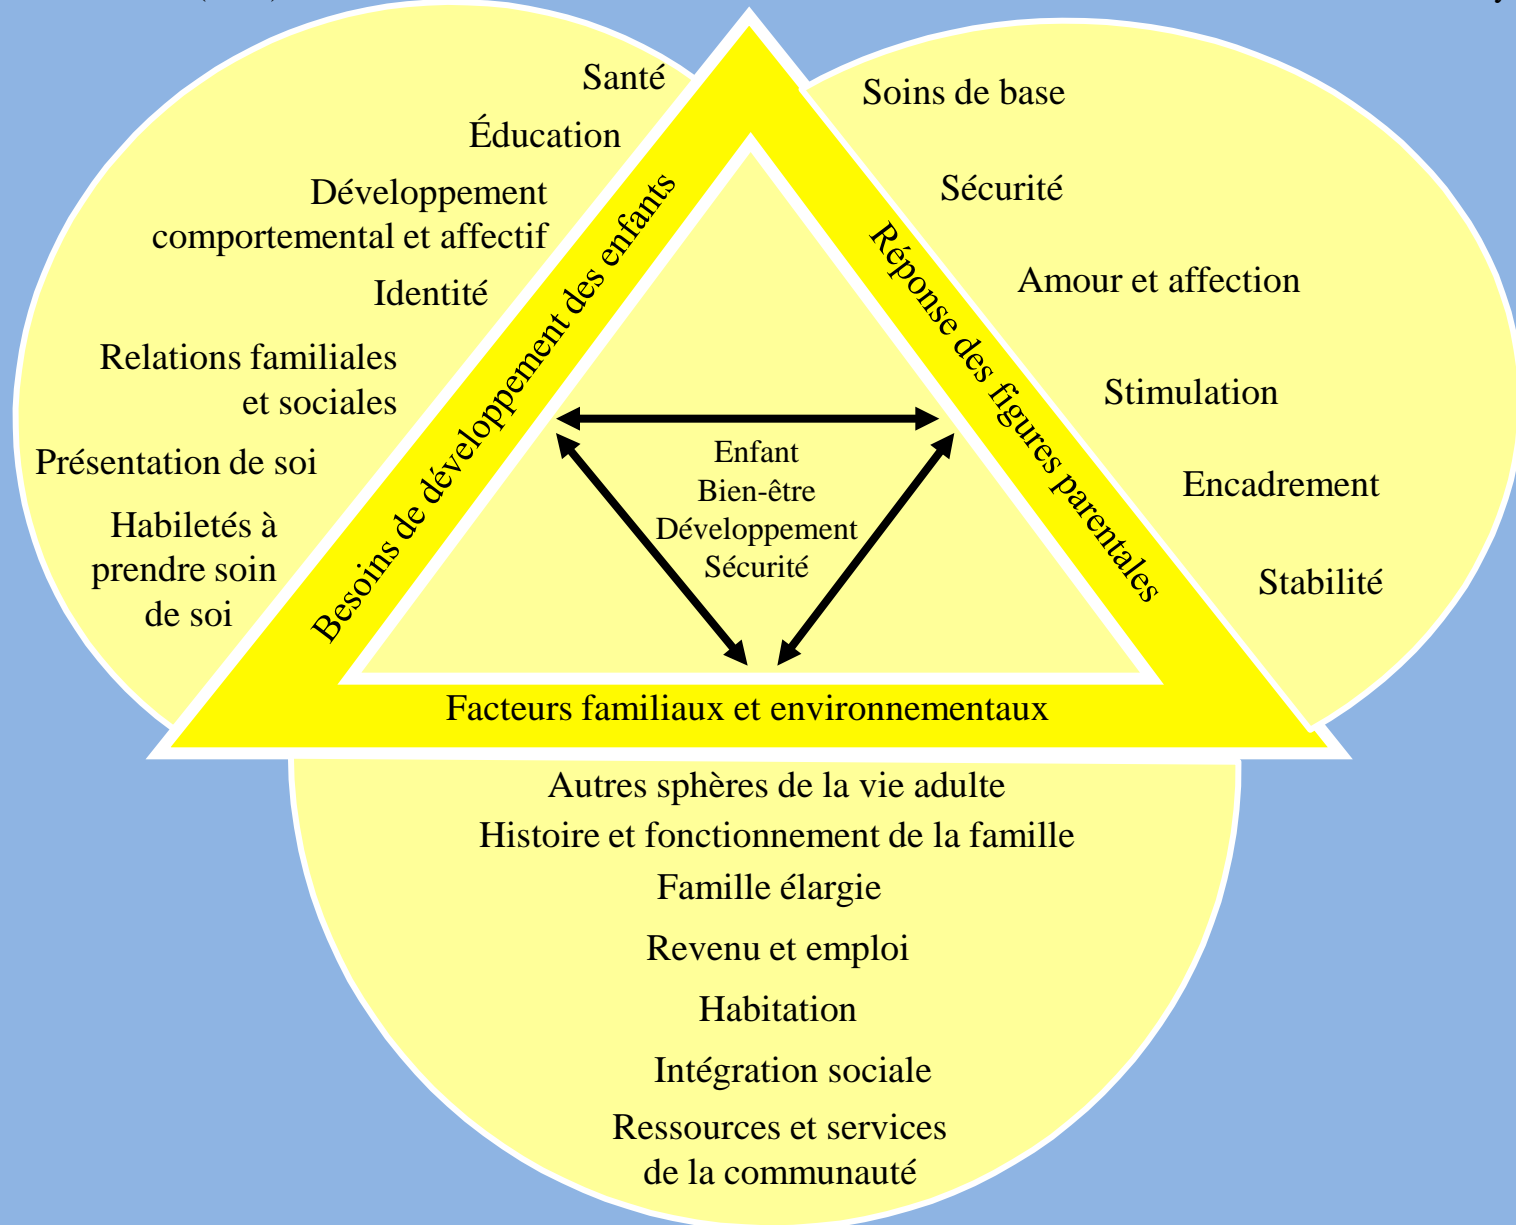 Santé
Éducation
Développement
comportemental et affectif
Identité
Relations familiales
et sociales
Présentation de soi
Habiletés à
prendre soin
de soi
Besoins de développement des enfants
Soins de base
Sécurité
Amour et affection
Stimulation
Encadrement
Stabilité
Réponse des figures parentales
Enfant
Bien-être
Développement
Sécurité
Facteurs familiaux et environnementaux
Autres sphères de la vie adulte
Histoire et fonctionnement de la famille
Famille élargie
Revenu et emploi
Habitation
Intégration sociale
Ressources et services
de la communauté